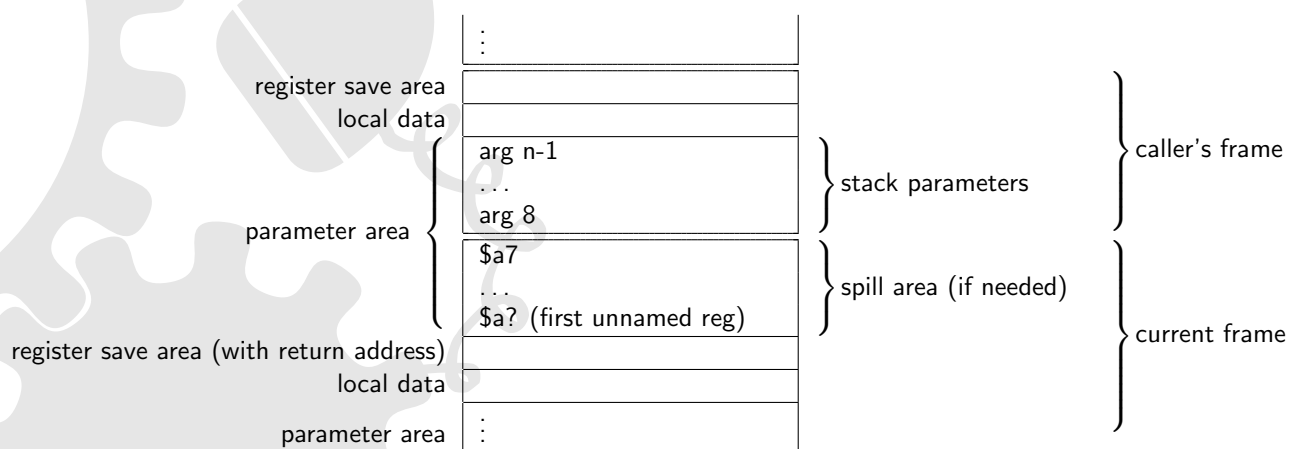 ⋮
register save area
local data
arg n-1
. . .
arg 8
parameter area
stack parameters
caller's frame
$a7
. . .
$a? (first unnamed reg)
spill area (if needed)
register save area (with return address)
local data
current frame
parameter area
⋮